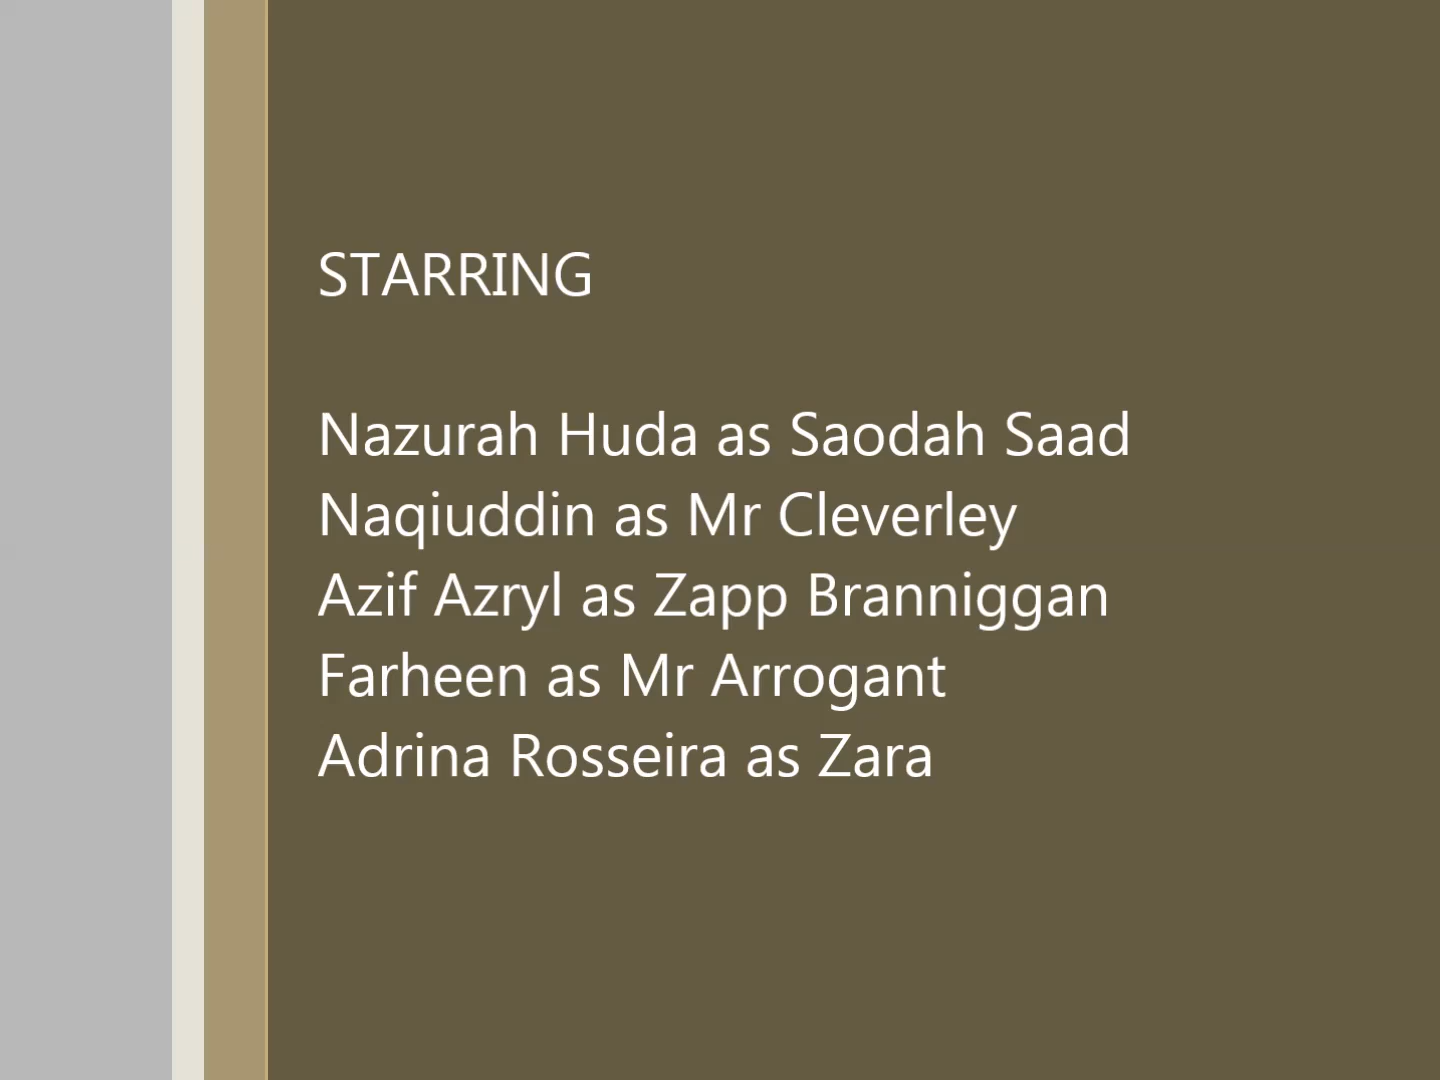 STARRING
Nazurah Huda as Saodah Saad
Naqiuddin as Mr Cleverley
Azif Azryl as Zapp Branniggan
Farheen as Mr Arrogant
Adrina Rosseira as Zara